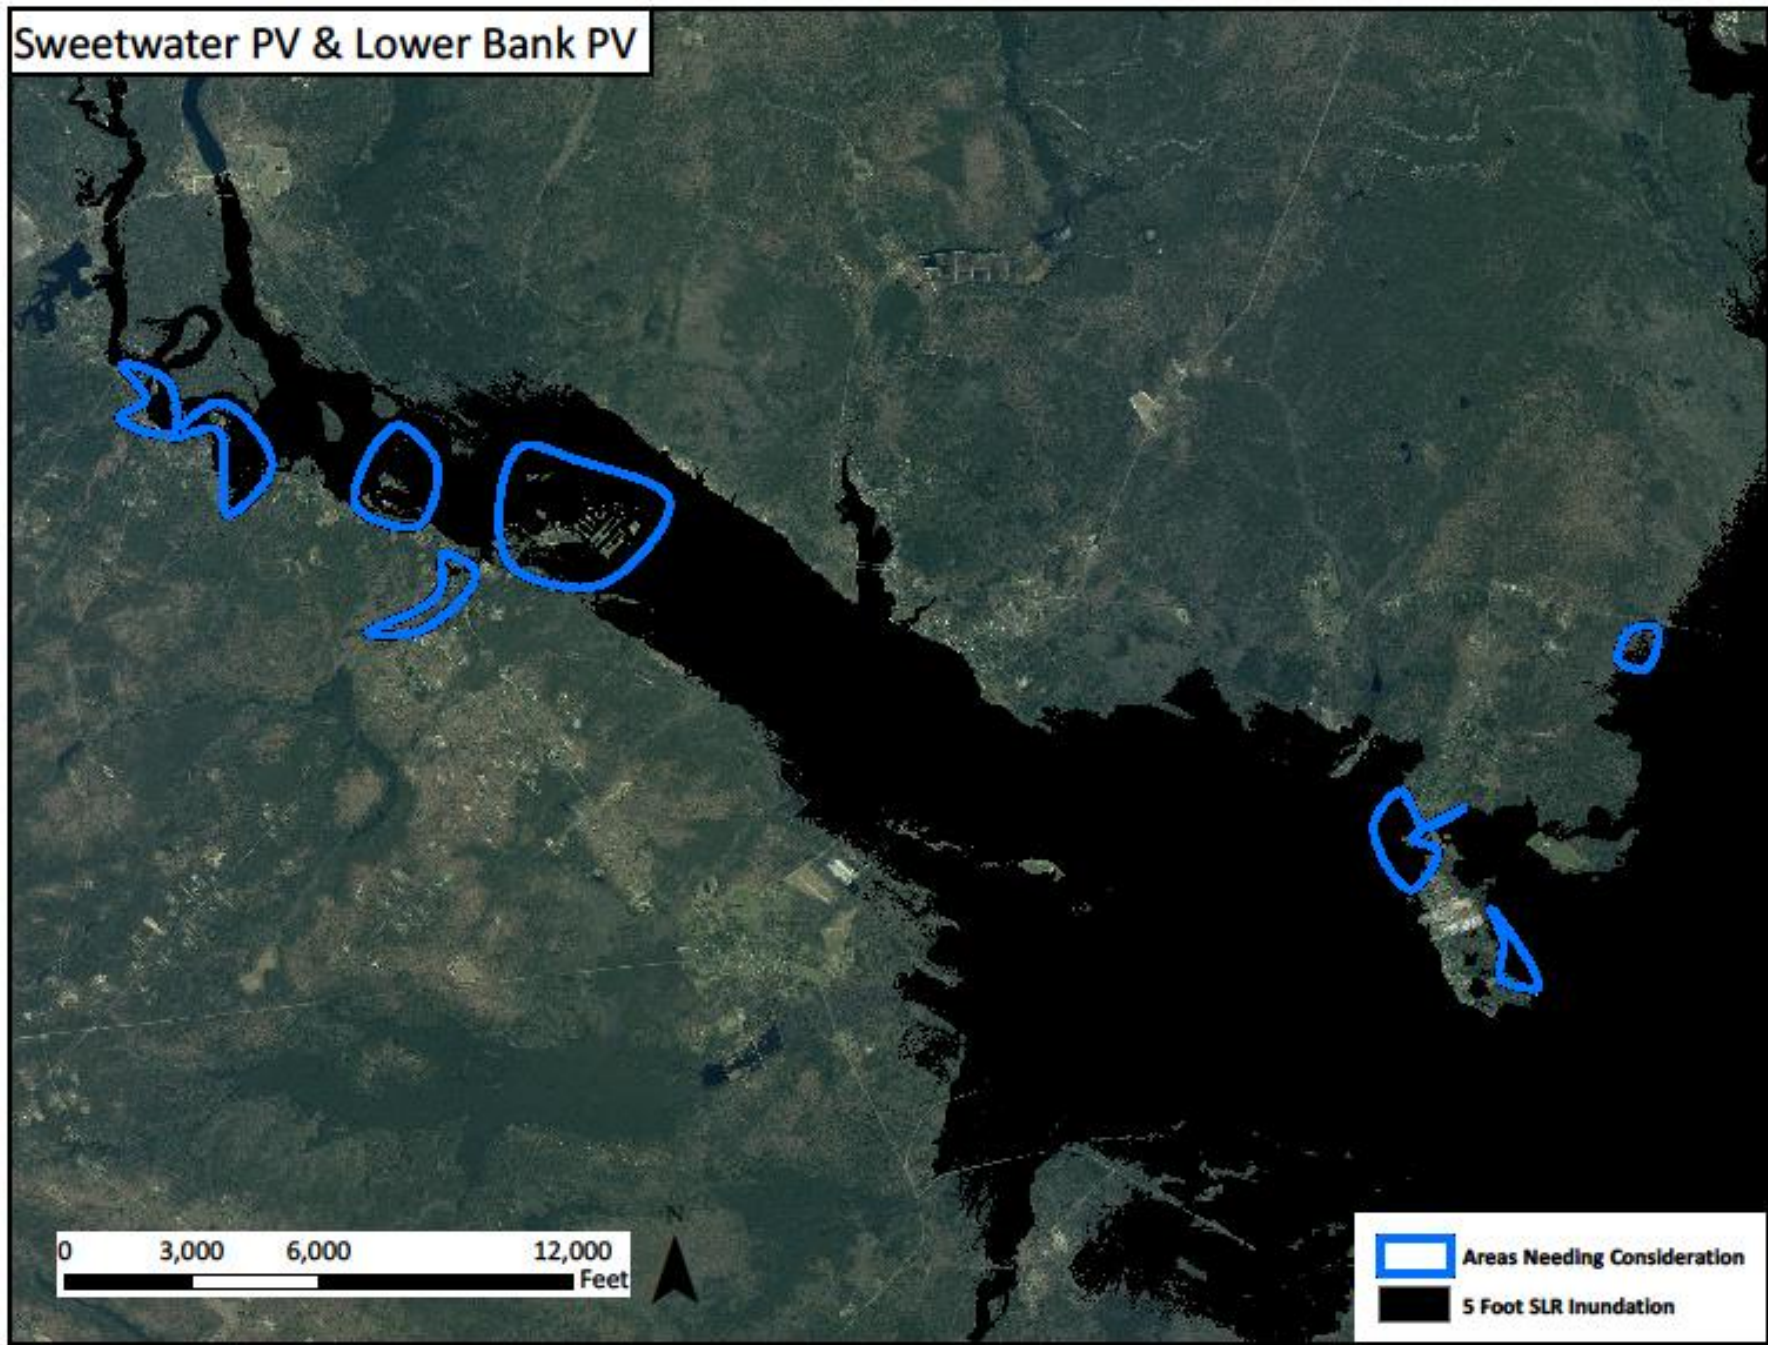 Sweetwater PV & Lower Bank PV
0 3,000 6,000 12,000
Feet
N
Areas Needing Consideration
5 Foot SLR Inundation